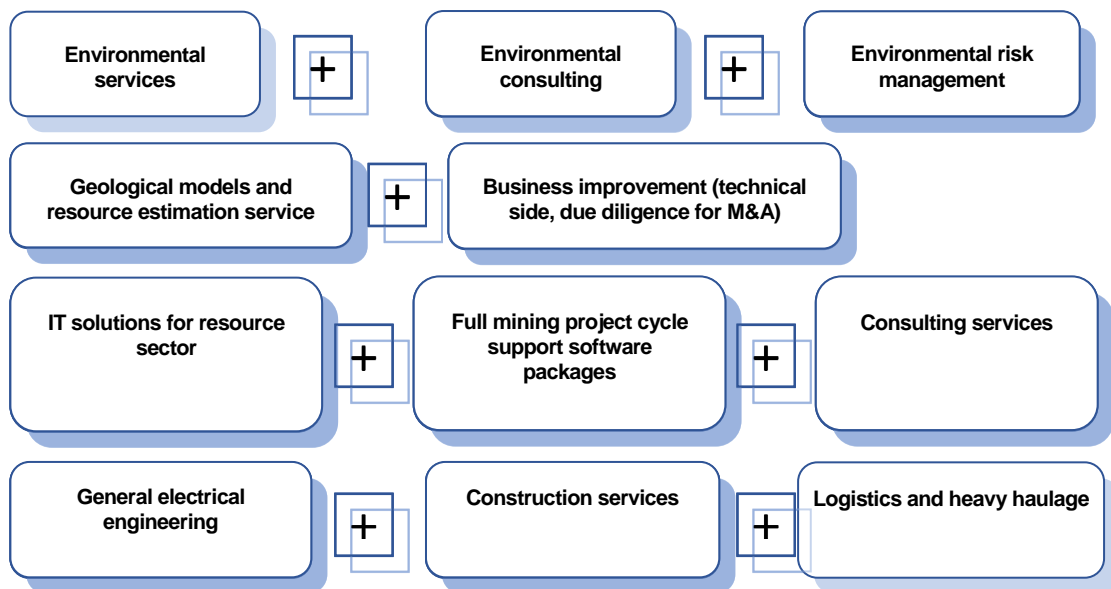 Environmental
services
+
Environmental
consulting
+
Environmental risk
management
Geological models and
resource estimation service
+
Business improvement (technical
side, due diligence for M&A)
IT solutions for resource
sector
+
Full mining project cycle
support software
packages
+
Consulting services
General electrical
engineering
+
Construction services
+
Logistics and heavy haulage